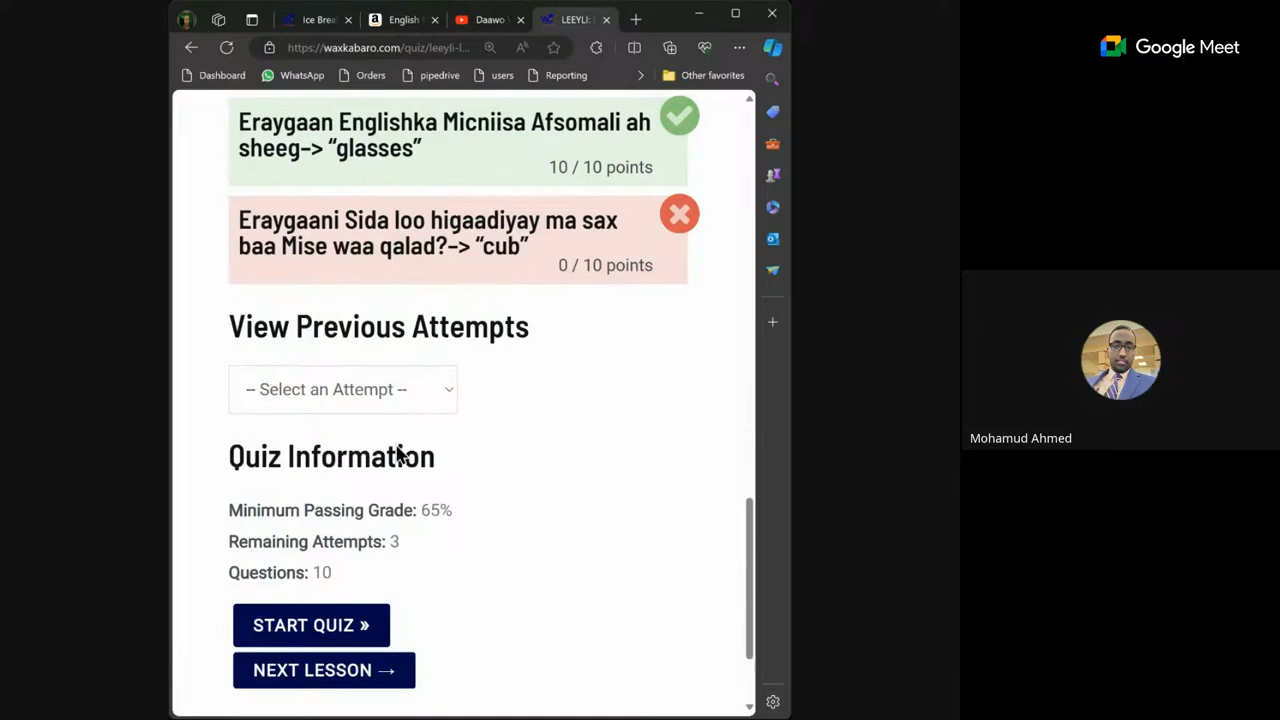 Ice Brea
English
Daawo
LEEYLI:
Google Meet
https://waxkabaro.com/quiz/leeyli-l...
Dashboard
WhatsApp
Orders
pipedrive
users
Reporting
Other favorites
Eraygaan Englishka Micniisa Afsomali ah
sheeg-> “glasses”
10 / 10 points
Eraygaani Sida loo higaadiyay ma sax
baa Mise waa qalad?-> “cub”
0 / 10 points
View Previous Attempts
-- Select an Attempt --
Quiz Information
Minimum Passing Grade: 65%
Remaining Attempts: 3
Questions: 10
START QUIZ »
NEXT LESSON →
Mohamud Ahmed